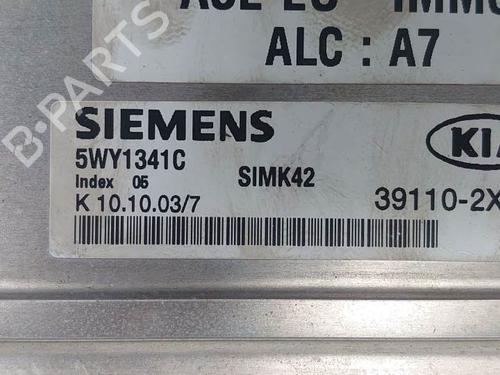 ALC : A7
SIEMENS
5WY1341C
Index 05
SIMK42
K 10.10.03/7
39110-2X
KIA
B-PARTS